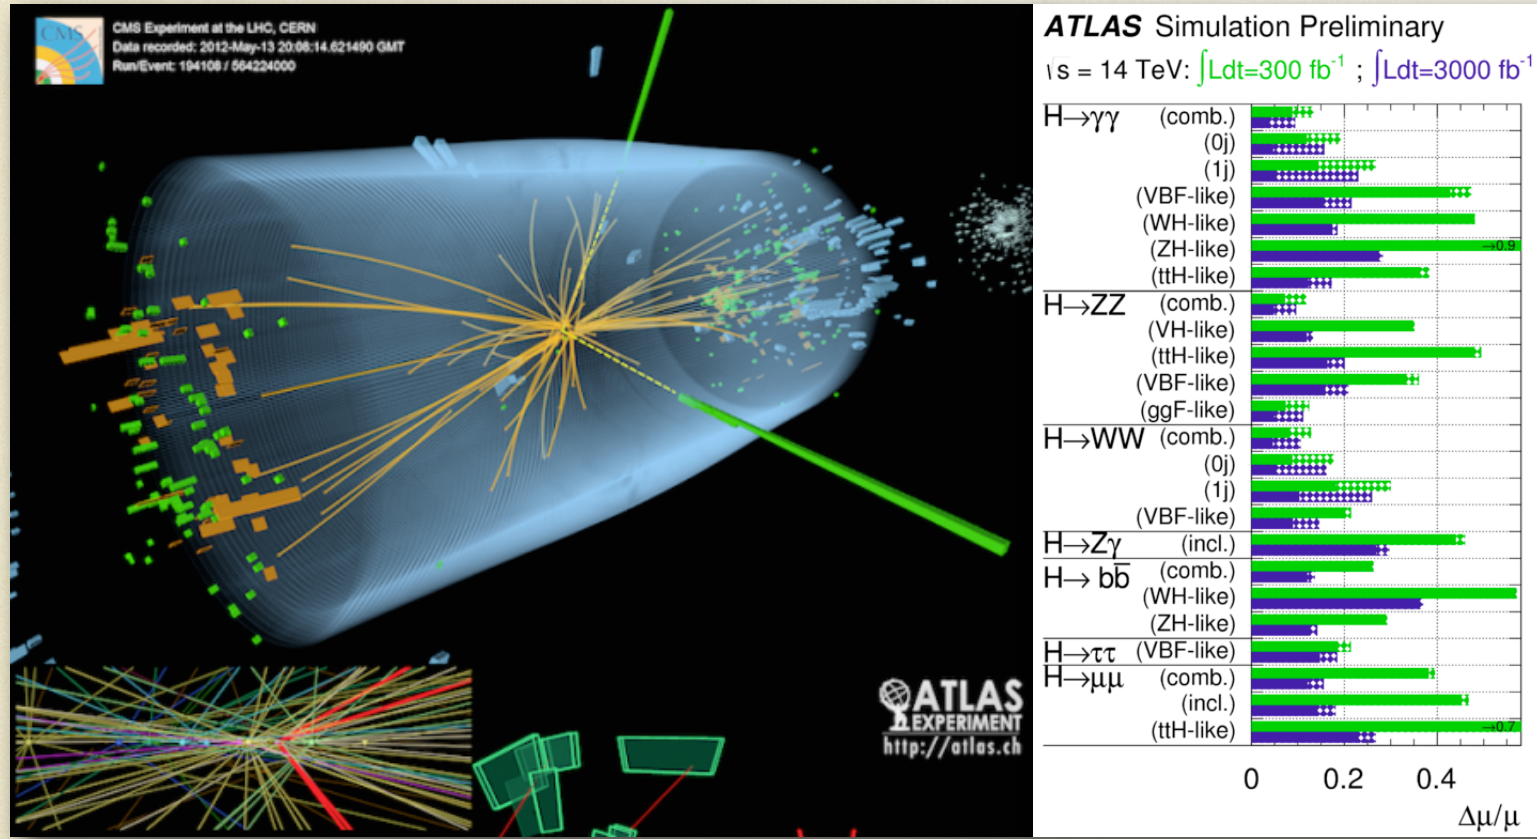 CMS
CMS Experiment at the LHC, CERN
Data recorded: 2012-May-13 20:08:14.621490 GMT
Run/Event: 194108 / 564224000
ATLAS
EXPERIMENT
http://atlas.ch
ATLAS Simulation Preliminary
√s = 14 TeV: ∫Ldt=300 fb⁻¹ ; ∫Ldt=3000 fb⁻¹
H→γγ (comb.)
(0j)
(1j)
(VBF-like)
(WH-like)
(ZH-like) →0.9
(ttH-like)
H→ZZ (comb.)
(VH-like)
(ttH-like)
(VBF-like)
(ggF-like)
H→WW (comb.)
(0j)
(1j)
(VBF-like)
H→Zγ (incl.)
H→ bb̅ (comb.)
(WH-like)
(ZH-like)
H→ττ (VBF-like)
H→μμ (comb.)
(incl.)
(ttH-like) →0.7
0 0.2 0.4
Δμ/μ